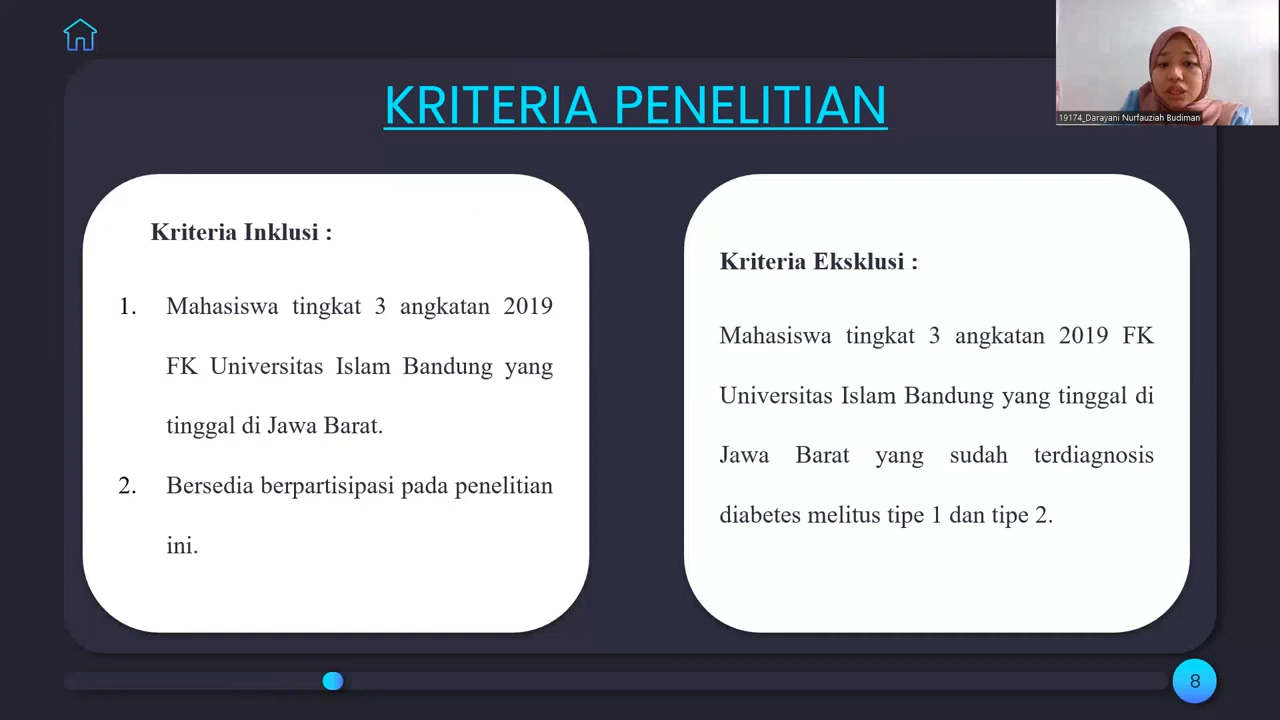 KRITERIA PENELITIAN
19174_Darayani Nurfauziah Budiman
Kriteria Inklusi :
1. Mahasiswa tingkat 3 angkatan 2019
FK Universitas Islam Bandung yang
tinggal di Jawa Barat.
2. Bersedia berpartisipasi pada penelitian
ini.
Kriteria Eksklusi :
Mahasiswa tingkat 3 angkatan 2019 FK
Universitas Islam Bandung yang tinggal di
Jawa Barat yang sudah terdiagnosis
diabetes melitus tipe 1 dan tipe 2.
8